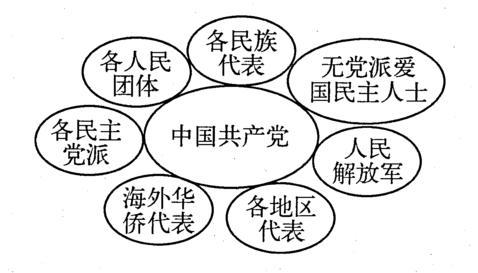 各民族
代表
各人民
团体
无党派爱
国民主人士
各民主
党派
中国共产党
人民
解放军
海外华
侨代表
各地区
代表